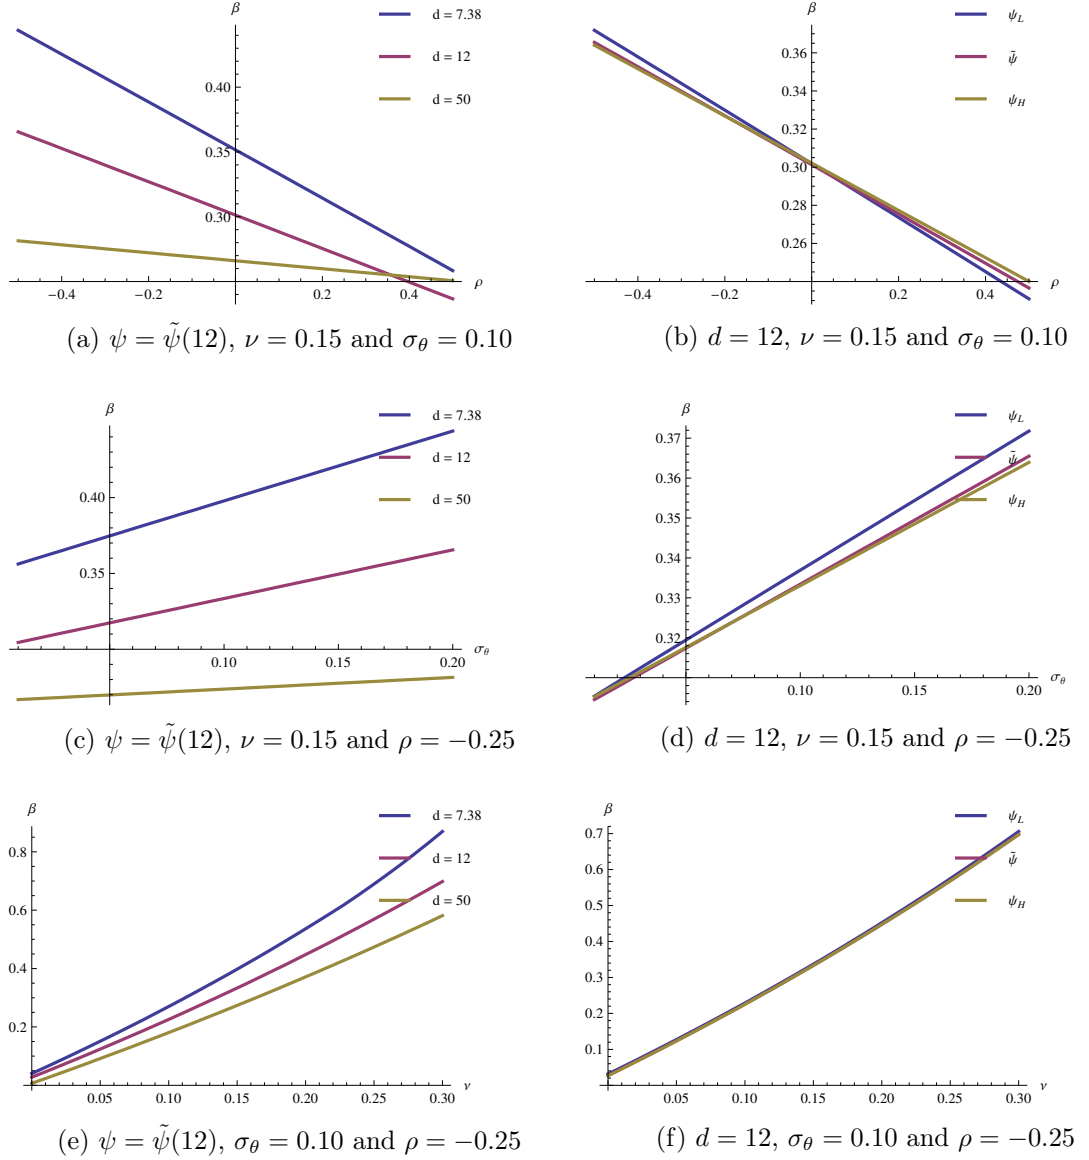 β
d = 7.38
d = 12
d = 50
0.40
0.35
0.30
−0.4 −0.2 0.2 0.4 ρ
(a) ψ = ψ̃(12), ν = 0.15 and σ_θ = 0.10
β
ψ_L
ψ̃
ψ_H
0.36
0.34
0.32
0.30
0.28
0.26
−0.4 −0.2 0.2 0.4 ρ
(b) d = 12, ν = 0.15 and σ_θ = 0.10
β
d = 7.38
d = 12
d = 50
0.40
0.35
0.10 0.15 0.20 σ_θ
(c) ψ = ψ̃(12), ν = 0.15 and ρ = −0.25
β
ψ_L
ψ̃
ψ_H
0.37
0.36
0.35
0.34
0.33
0.32
0.10 0.15 0.20 σ_θ
(d) d = 12, ν = 0.15 and ρ = −0.25
β
d = 7.38
d = 12
d = 50
0.8
0.6
0.4
0.2
0.05 0.10 0.15 0.20 0.25 0.30 ν
(e) ψ = ψ̃(12), σ_θ = 0.10 and ρ = −0.25
β
ψ_L
ψ̃
ψ_H
0.7
0.6
0.5
0.4
0.3
0.2
0.1
0.05 0.10 0.15 0.20 0.25 0.30 ν
(f) d = 12, σ_θ = 0.10 and ρ = −0.25